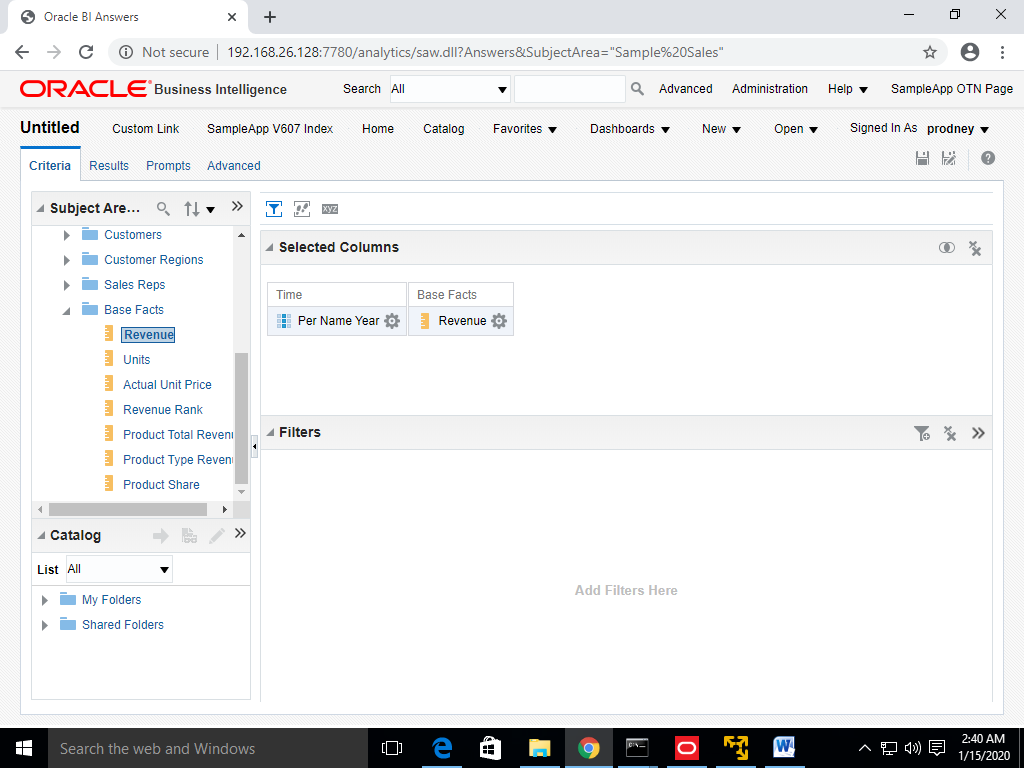 Oracle BI Answers
Not secure 192.168.26.128:7780/analytics/saw.dll?Answers&SubjectArea="Sample%20Sales"
ORACLE Business Intelligence Search All Advanced Administration Help SampleApp OTN Page
Untitled Custom Link SampleApp V607 Index Home Catalog Favorites Dashboards New Open Signed In As prodney
Criteria Results Prompts Advanced
Subject Are...
Customers
Customer Regions
Sales Reps
Base Facts
Revenue
Units
Actual Unit Price
Revenue Rank
Product Total Reven
Product Type Reven
Product Share
Catalog
List All
My Folders
Shared Folders
xyz
Selected Columns
Time Base Facts
Per Name Year Revenue
Filters
Add Filters Here
Search the web and Windows
2:40 AM
1/15/2020